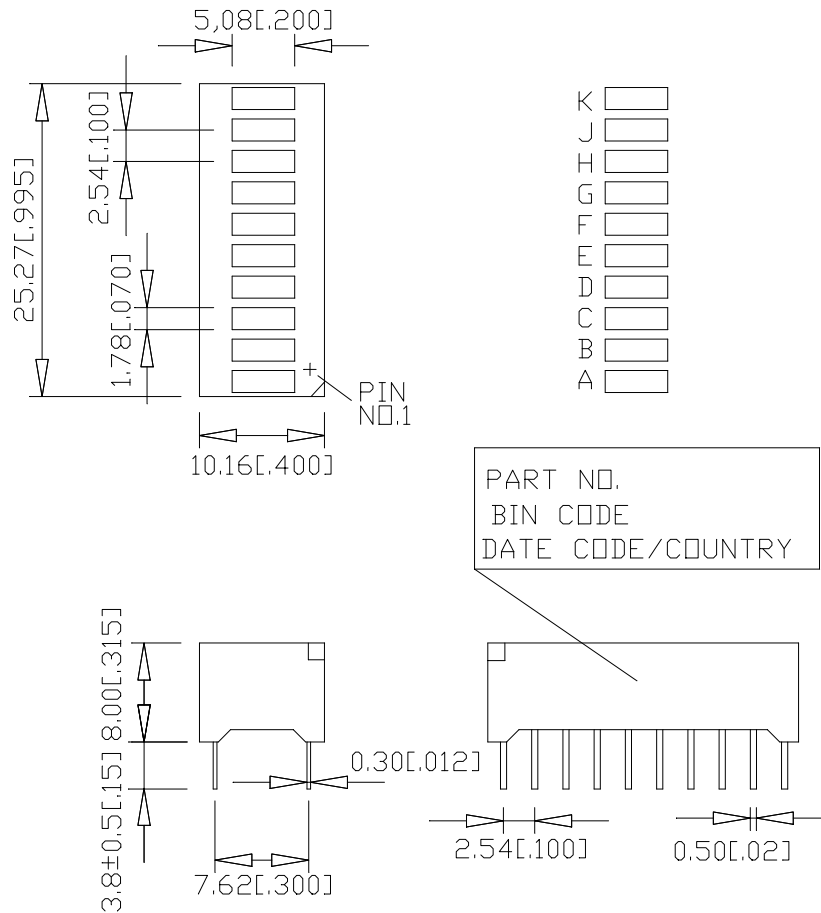 5,08[.200]
25.27[.995]
2.54[.100]
1.78[.070]
PIN
NO.1
10.16[.400]
K
J
H
G
F
E
D
C
B
A
PART NO.
BIN CODE
DATE CODE/COUNTRY
8.00[.315]
3.8±0.5[.15]
0.30[.012]
7.62[.300]
2.54[.100]
0.50[.02]